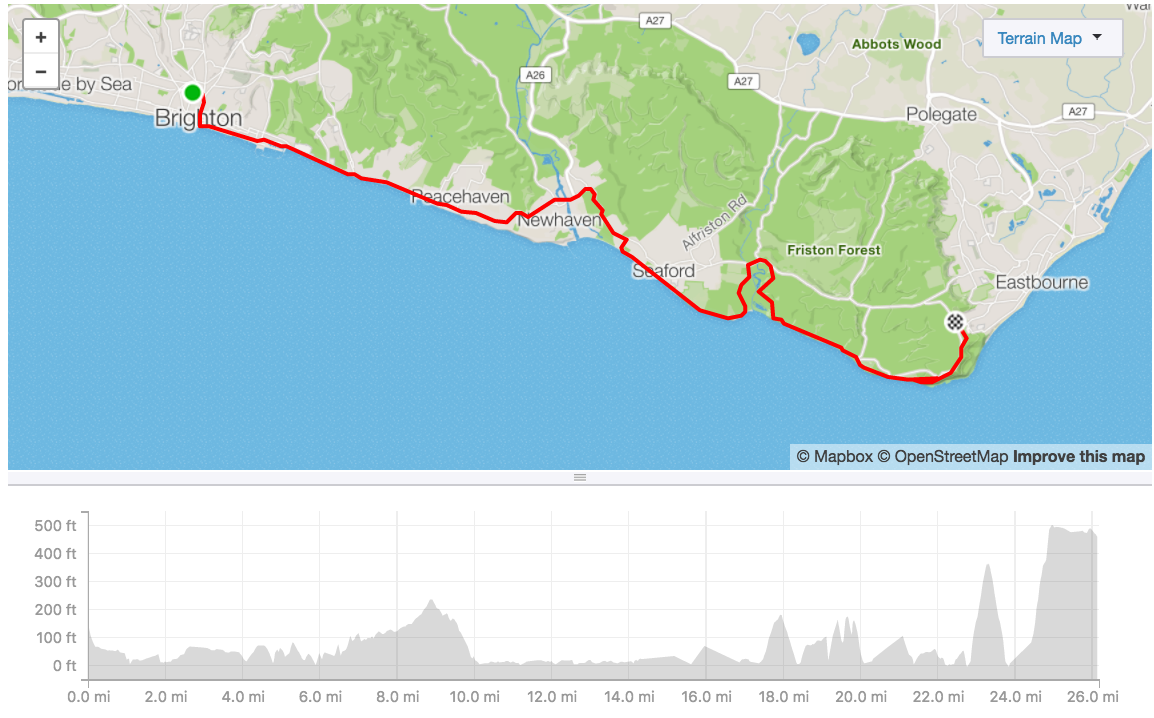 A27
War
+
Terrain Map
Abbots Wood
−
A26
A27
or
e by Sea
Polegate
A27
Brighton
Peacehaven
Alfriston Rd
Newhaven
Friston Forest
Seaford
Eastbourne
© Mapbox © OpenStreetMap Improve this map
500 ft
400 ft
300 ft
200 ft
100 ft
0 ft
0.0 mi 2.0 mi 4.0 mi 6.0 mi 8.0 mi 10.0 mi 12.0 mi 14.0 mi 16.0 mi 18.0 mi 20.0 mi 22.0 mi 24.0 mi 26.0 mi